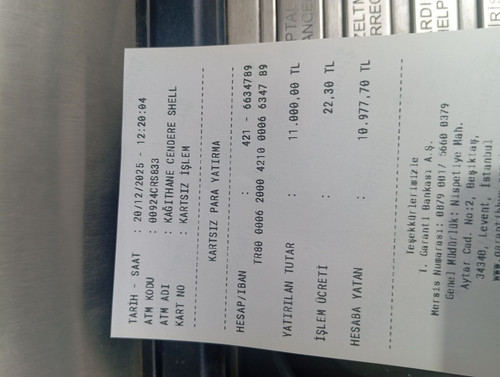 TARIH - SAAT : 20/12/2025 - 12:20:04
ATM KODU : 00924CRS833
ATM ADI : KAĞITHANE CENDERE SHELL
KART NO : KARTSIZ İŞLEM
KARTSIZ PARA YATIRMA
HESAP/IBAN : 421 - 6634789
TR80 0006 2000 4210 0006 6347 89
YATIRILAN TUTAR : 11.000,00 TL
İŞLEM ÜCRETİ : 22,30 TL
HESABA YATAN : 10.977,70 TL
Teşekkürlerimizle
T. Garanti Bankası A.Ş.
Mersis Numarası: 0879 0017 5660 0379
Genel Müdürlük: Nispetiye Mah.
Aytar Cad. No:2, Beşiktaş,
34340, Levent, İstanbul